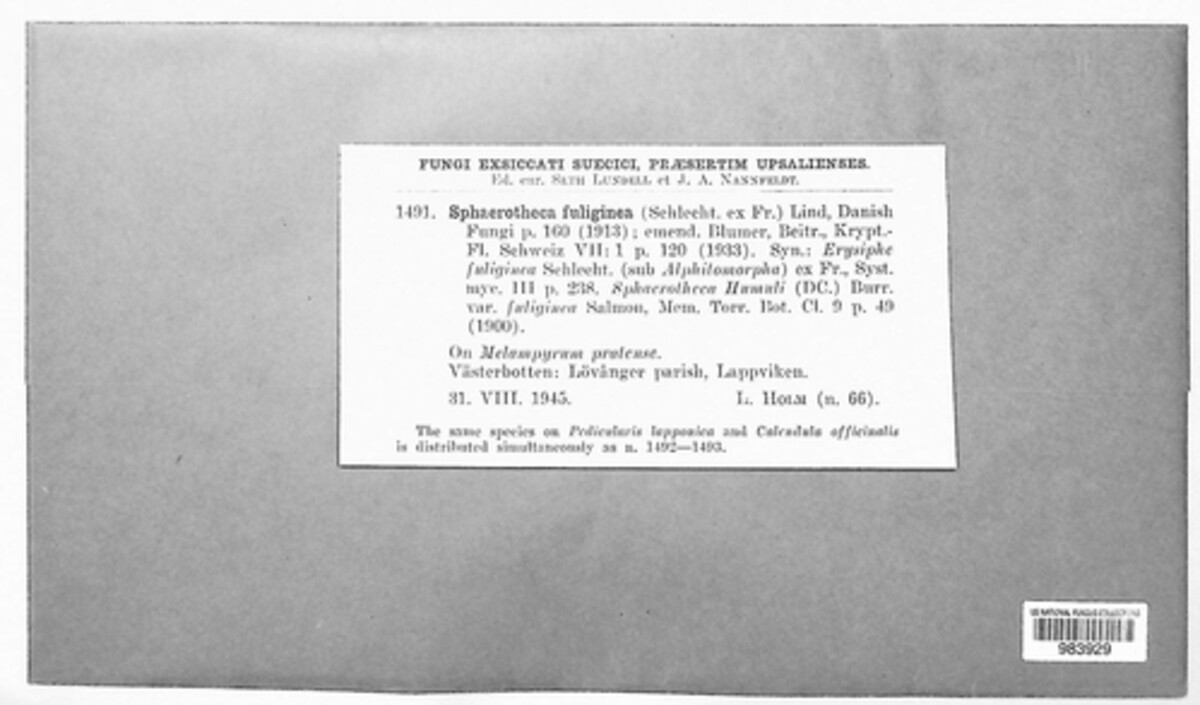 FUNGI EXSICCATI SUECICI, PRÆSERTIM UPSALIENSES.
Ed. cur. SETH LUNDELL et J. A. NANNFELDT.
1491. Sphaerotheca fuliginea (Schlecht. ex Fr.) Lind, Danish
Fungi p. 160 (1913); emend. Blumer, Beitr., Krypt.-
Fl. Schweiz VII: 1 p. 120 (1933). Syn.: Erysiphe
fuliginea Schlecht. (sub Alphitomorpha) ex Fr., Syst.
myc. III p. 238. Sphaerotheca Humuli (DC.) Burr.
var. fuliginea Salmon, Mem. Torr. Bot. Cl. 9 p. 49
(1900).
On Melampyrum pratense.
Västerbotten: Lövånger parish, Lappviken.
31. VIII. 1945. L. HOLM (n. 66).
The same species on Pedicularis lapponica and Calendula officinalis
is distributed simultaneously as n. 1492—1493.
US NATIONAL FUNGUS COLLECTIONS
983929